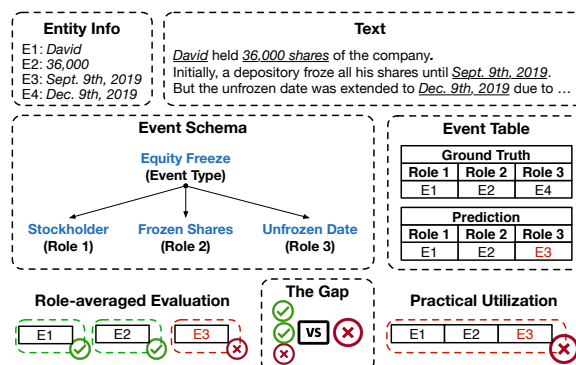 Entity Info
E1: David
E2: 36,000
E3: Sept. 9th, 2019
E4: Dec. 9th, 2019
Text
David held 36,000 shares of the company.
Initially, a depository froze all his shares until Sept. 9th, 2019.
But the unfrozen date was extended to Dec. 9th, 2019 due to …
Event Schema
Equity Freeze
(Event Type)
Stockholder
(Role 1)
Frozen Shares
(Role 2)
Unfrozen Date
(Role 3)
Event Table
Ground Truth
Role 1 Role 2 Role 3
E1 E2 E4
Prediction
Role 1 Role 2 Role 3
E1 E2 E3
Role-averaged Evaluation
E1 E2 E3
The Gap
VS
Practical Utilization
E1 E2 E3